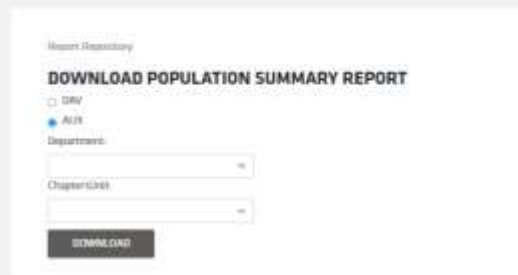 Report Repository
DOWNLOAD POPULATION SUMMARY REPORT
DAV
AUX
Department:
Chapter/Unit:
DOWNLOAD